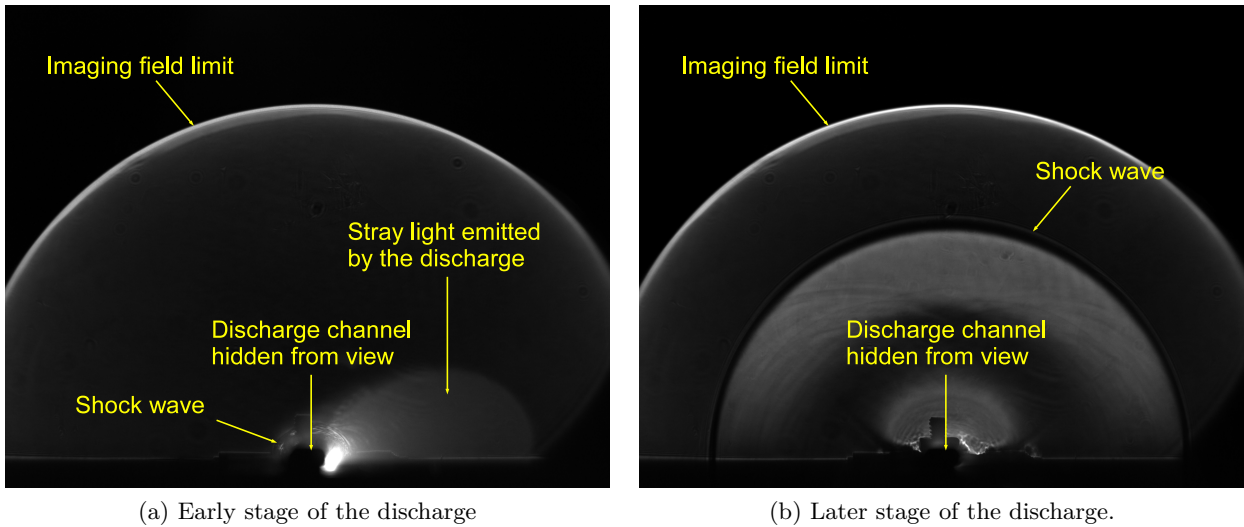 Imaging field limit
Stray light emitted
by the discharge
Discharge channel
hidden from view
Shock wave
(a) Early stage of the discharge
Imaging field limit
Shock wave
Discharge channel
hidden from view
(b) Later stage of the discharge.